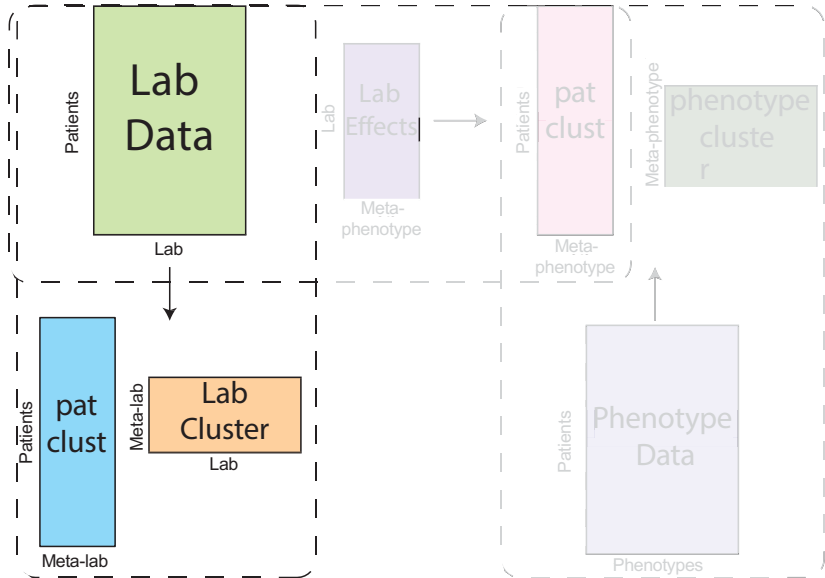 Patients
Lab
Data
Lab
Lab
Lab
Effects
Meta-
phenotype
Patients
pat
clust
Meta-
phenotype
Meta-phenotype
phenotype
cluste
r
Patients
pat
clust
Meta-lab
Meta-lab
Lab
Cluster
Lab
Patients
Phenotype
Data
Phenotypes